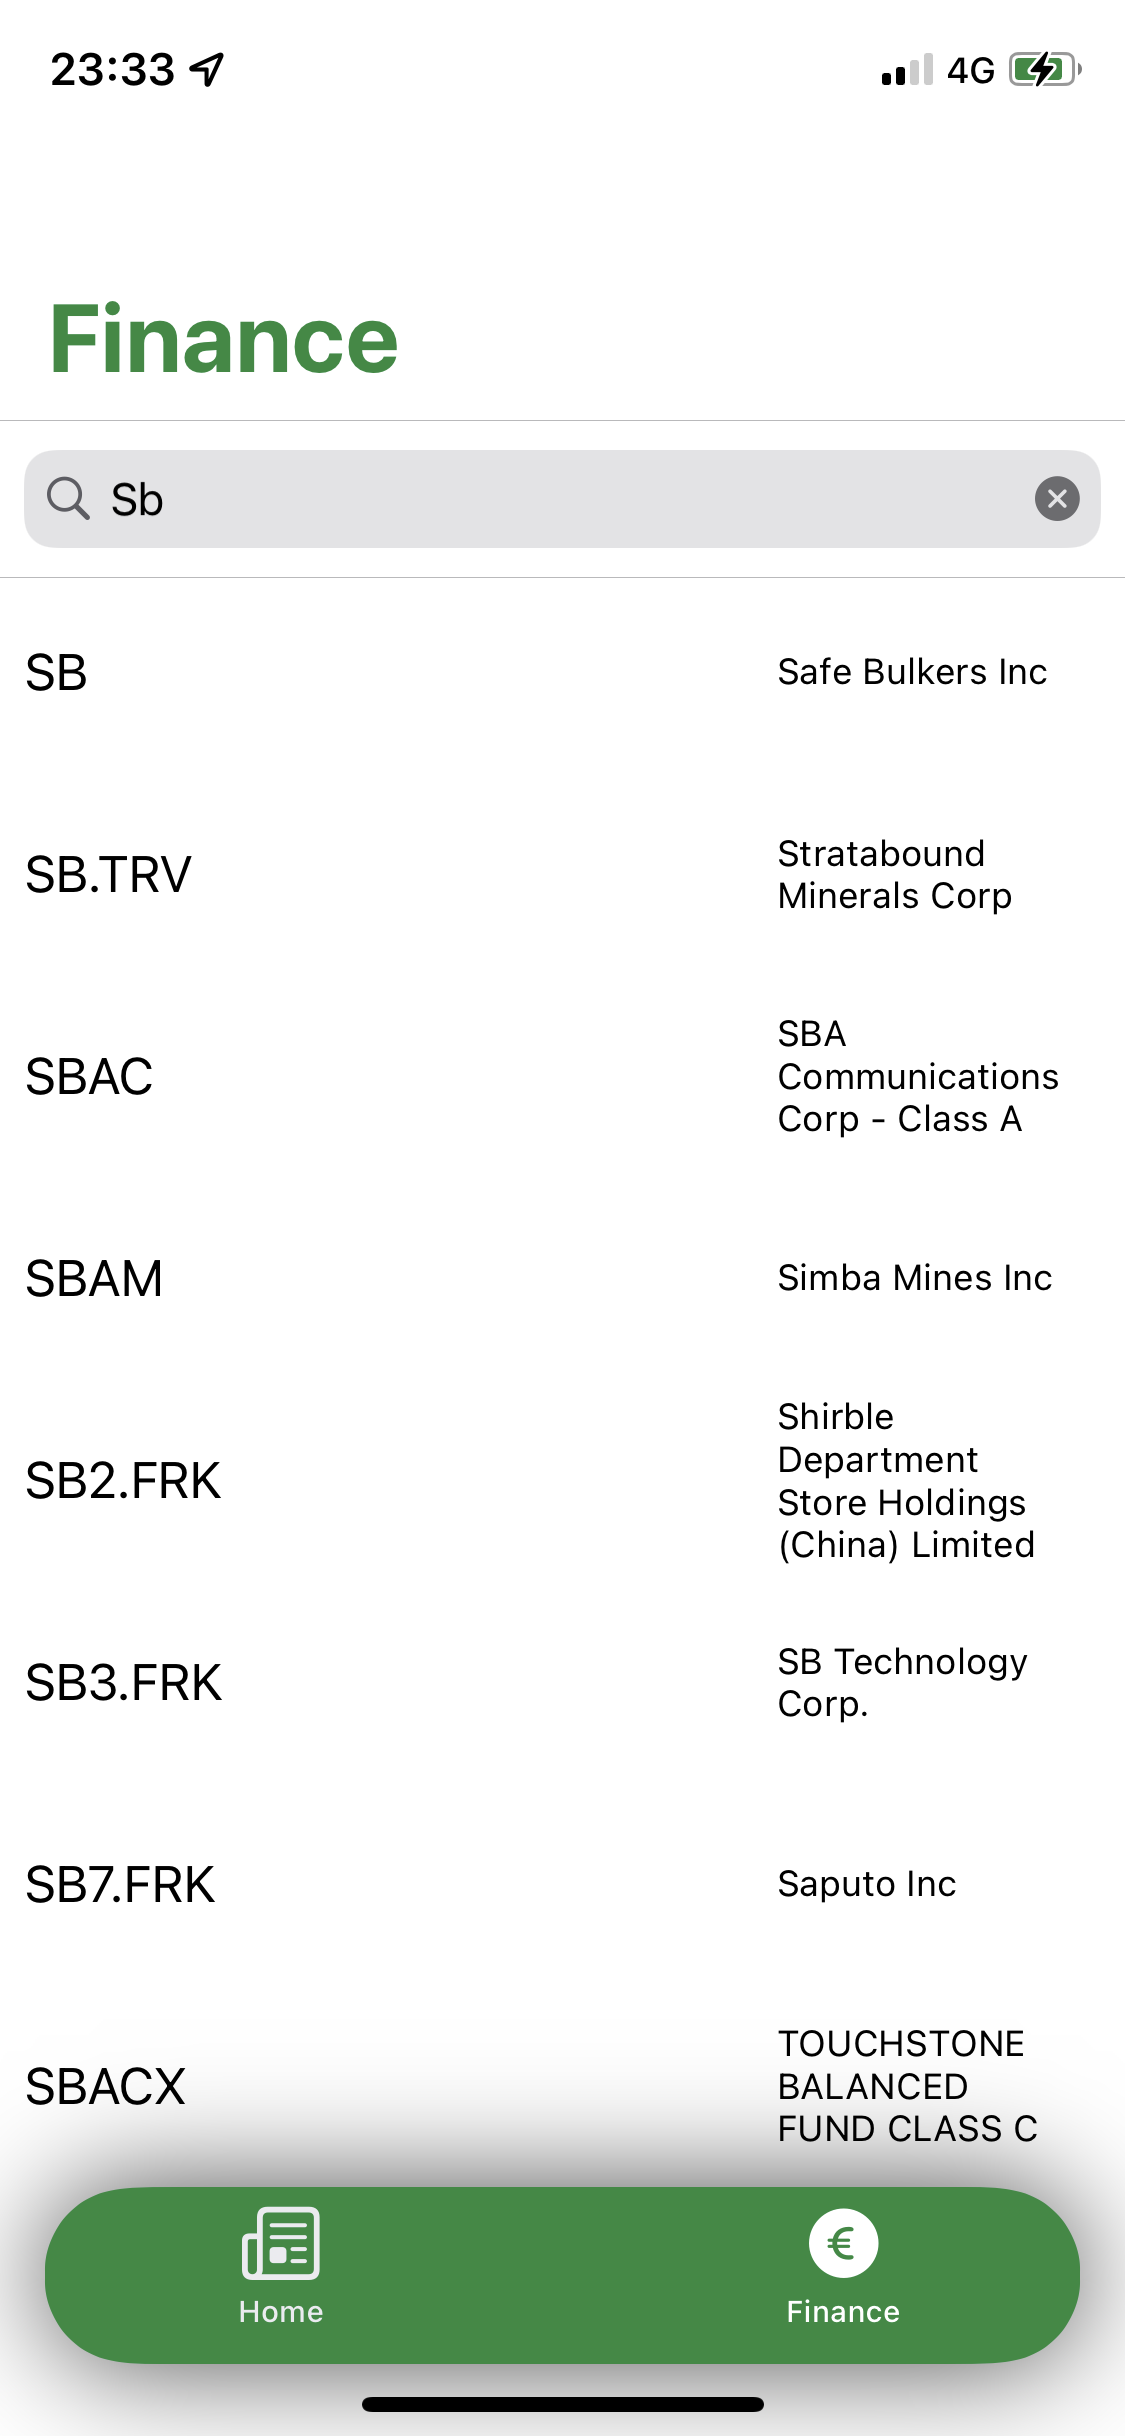 23:33
4G
Finance
Sb
SB
Safe Bulkers Inc
SB.TRV
Stratabound
Minerals Corp
SBAC
SBA
Communications
Corp - Class A
SBAM
Simba Mines Inc
SB2.FRK
Shirble
Department
Store Holdings
(China) Limited
SB3.FRK
SB Technology
Corp.
SB7.FRK
Saputo Inc
SBACX
TOUCHSTONE
BALANCED
FUND CLASS C
€
Home
Finance